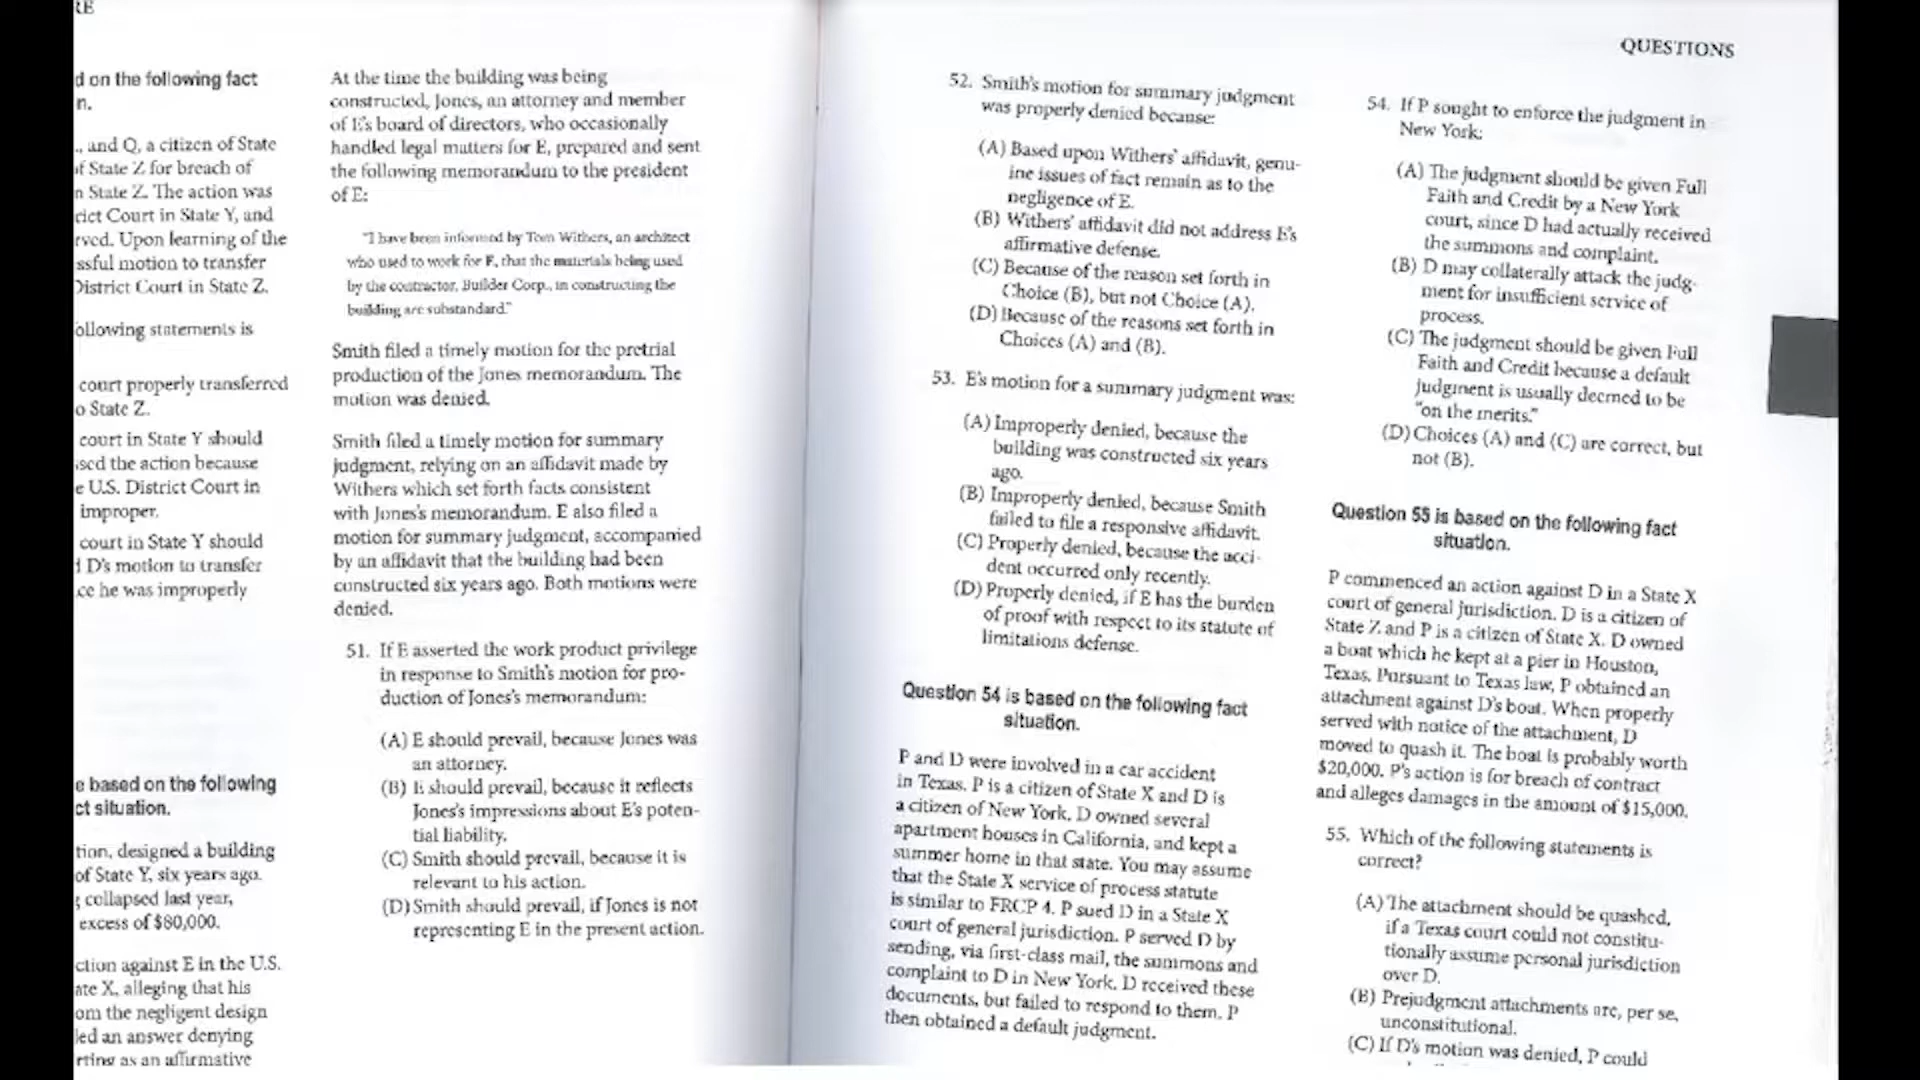 RE
d on the following fact
n.
., and Q, a citizen of State
of State Z for breach of
n State Z. The action was
rict Court in State Y, and
rved. Upon learning of the
ssful motion to transfer
District Court in State Z.
ollowing statements is
court properly transferred
o State Z.
court in State Y should
ssed the action because
e U.S. District Court in
improper.
court in State Y should
d D's motion to transfer
ce he was improperly
e based on the following
ct situation.
tion, designed a building
of State Y, six years ago.
g collapsed last year,
excess of $80,000.
ction against E in the U.S.
ate X, alleging that his
om the negligent design
led an answer denying
rting as an affirmative
At the time the building was being
constructed, Jones, an attorney and member
of E's board of directors, who occasionally
handled legal matters for E, prepared and sent
the following memorandum to the president
of E:
"I have been informed by Tom Withers, an architect
who used to work for F, that the materials being used
by the contractor, Builder Corp., in constructing the
building are substandard."
Smith filed a timely motion for the pretrial
production of the Jones memorandum. The
motion was denied.
Smith filed a timely motion for summary
judgment, relying on an affidavit made by
Withers which set forth facts consistent
with Jones's memorandum. E also filed a
motion for summary judgment, accompanied
by an affidavit that the building had been
constructed six years ago. Both motions were
denied.
51. If E asserted the work product privilege
in response to Smith's motion for pro-
duction of Jones's memorandum:
(A) E should prevail, because Jones was
an attorney.
(B) E should prevail, because it reflects
Jones's impressions about E's poten-
tial liability.
(C) Smith should prevail, because it is
relevant to his action.
(D) Smith should prevail, if Jones is not
representing E in the present action.
QUESTIONS
52. Smith's motion for summary judgment
was properly denied because:
(A) Based upon Withers' affidavit, genu-
ine issues of fact remain as to the
negligence of E.
(B) Withers' affidavit did not address E's
affirmative defense.
(C) Because of the reason set forth in
Choice (B), but not Choice (A).
(D) Because of the reasons set forth in
Choices (A) and (B).
53. E's motion for a summary judgment was:
(A) Improperly denied, because the
building was constructed six years
ago.
(B) Improperly denied, because Smith
failed to file a responsive affidavit.
(C) Properly denied, because the acci-
dent occurred only recently.
(D) Properly denied, if E has the burden
of proof with respect to its statute of
limitations defense.
Question 54 is based on the following fact
situation.
P and D were involved in a car accident
in Texas. P is a citizen of State X and D is
a citizen of New York. D owned several
apartment houses in California, and kept a
summer home in that state. You may assume
that the State X service of process statute
is similar to FRCP 4. P sued D in a State X
court of general jurisdiction. P served D by
sending, via first-class mail, the summons and
complaint to D in New York. D received these
documents, but failed to respond to them. P
then obtained a default judgment.
54. If P sought to enforce the judgment in
New York:
(A) The judgment should be given Full
Faith and Credit by a New York
court, since D had actually received
the summons and complaint.
(B) D may collaterally attack the judg-
ment for insufficient service of
process.
(C) The judgment should be given Full
Faith and Credit because a default
judgment is usually deemed to be
"on the merits."
(D) Choices (A) and (C) are correct, but
not (B).
Question 55 is based on the following fact
situation.
P commenced an action against D in a State X
court of general jurisdiction. D is a citizen of
State Z and P is a citizen of State X. D owned
a boat which he kept at a pier in Houston,
Texas. Pursuant to Texas law, P obtained an
attachment against D's boat. When properly
served with notice of the attachment, D
moved to quash it. The boat is probably worth
$20,000. P's action is for breach of contract
and alleges damages in the amount of $15,000.
55. Which of the following statements is
correct?
(A) The attachment should be quashed,
if a Texas court could not constitu-
tionally assume personal jurisdiction
over D.
(B) Prejudgment attachments are, per se,
unconstitutional.
(C) If D's motion was denied, P could